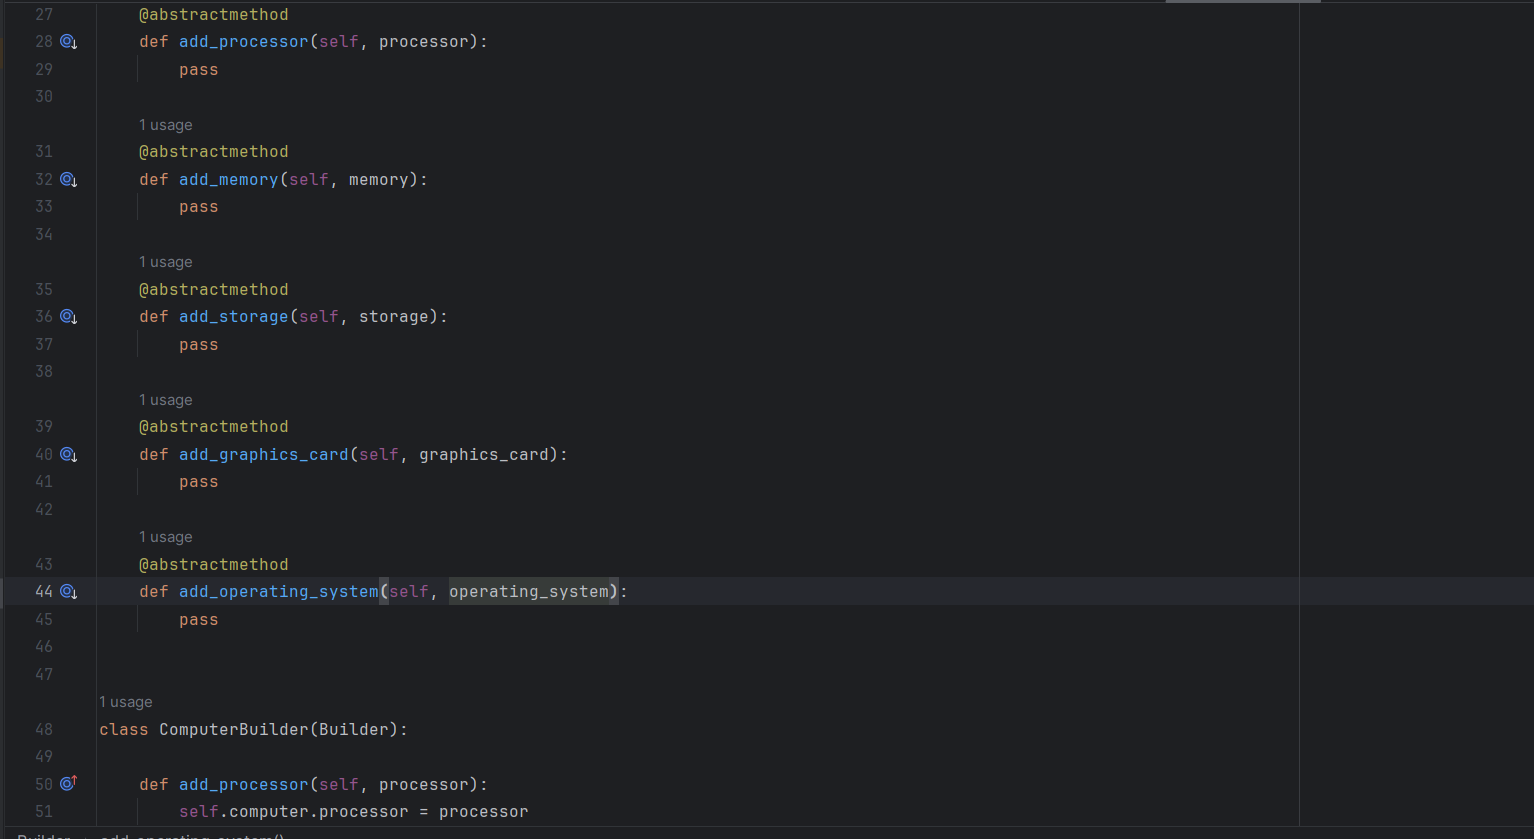 27 @abstractmethod
28 def add_processor(self, processor):
29 pass
30
1 usage
31 @abstractmethod
32 def add_memory(self, memory):
33 pass
34
1 usage
35 @abstractmethod
36 def add_storage(self, storage):
37 pass
38
1 usage
39 @abstractmethod
40 def add_graphics_card(self, graphics_card):
41 pass
42
1 usage
43 @abstractmethod
44 def add_operating_system(self, operating_system):
45 pass
46
47
1 usage
48 class ComputerBuilder(Builder):
49
50 def add_processor(self, processor):
51 self.computer.processor = processor
Builder add_operating_system()